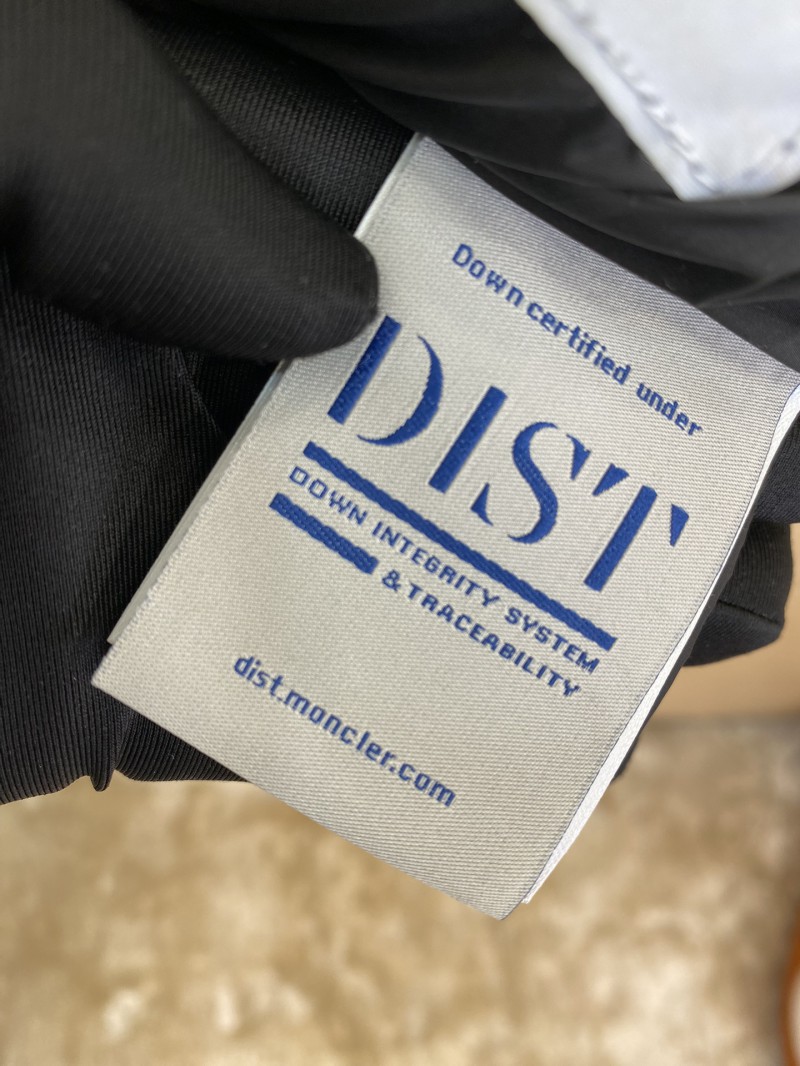 Down certified under
DIST
DOWN INTEGRITY SYSTEM
& TRACEABILITY
dist.moncler.com